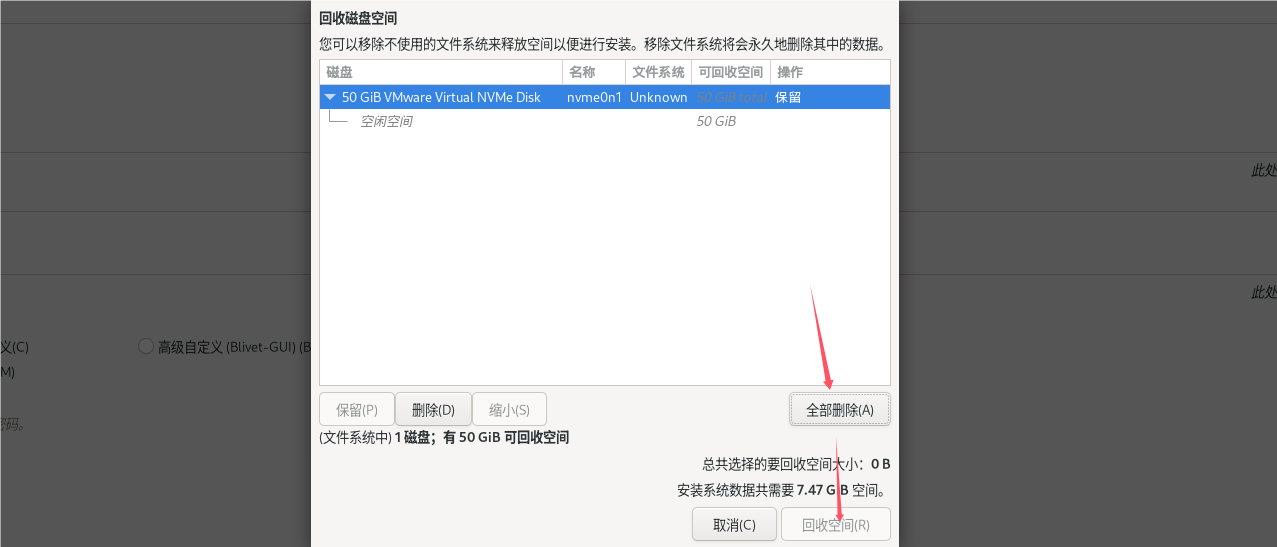 回收磁盘空间
您可以移除不使用的文件系统来释放空间以便进行安装。移除文件系统将会永久地删除其中的数据。
磁盘 名称 文件系统 可回收空间 操作
50 GiB VMware Virtual NVMe Disk nvme0n1 Unknown 50 GiB total 保留
空闲空间 50 GiB
此处
此处
义(C) 高级自定义 (Blivet-GUI) (B
M)
密码。
保留(P) 删除(D) 缩小(S) 全部删除(A)
(文件系统中) 1 磁盘；有 50 GiB 可回收空间
总共选择的要回收空间大小：0 B
安装系统数据共需要 7.47 GiB 空间。
取消(C) 回收空间(R)